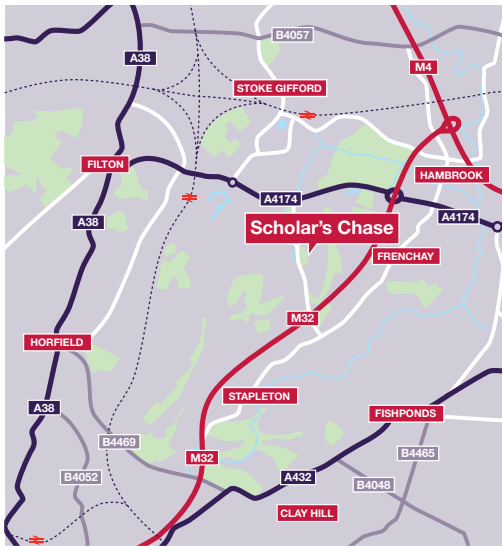 B4057
A38
M4
STOKE GIFFORD
FILTON
HAMBROOK
A4174
A4174
A38
Scholar's Chase
FRENCHAY
M32
HORFIELD
STAPLETON
A38
FISHPONDS
B4469
B4465
M32
B4052
A432
B4048
CLAY HILL